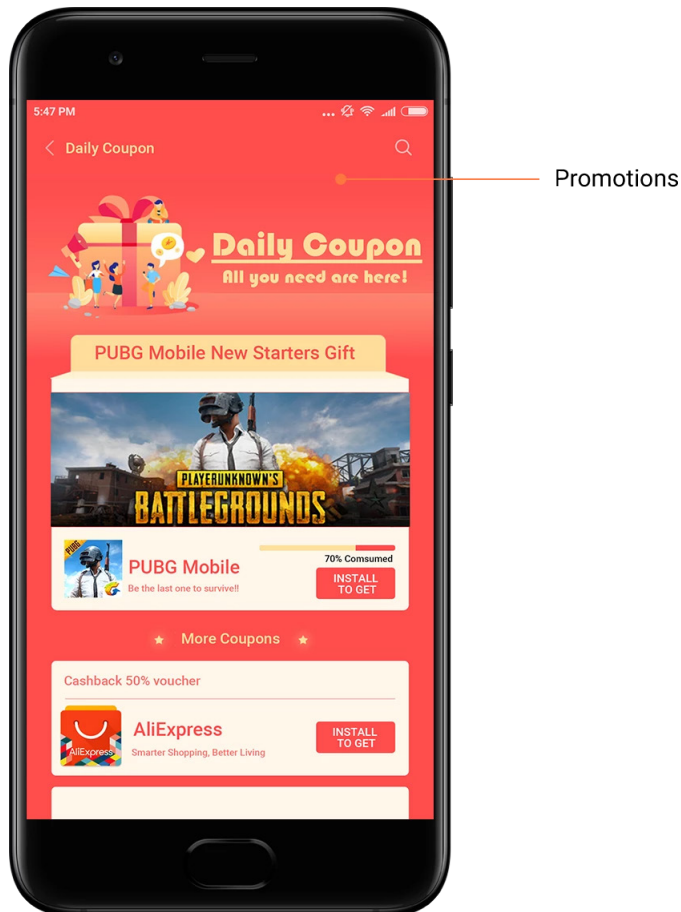 5:47 PM
Daily Coupon
Promotions
Daily Coupon
All you need are here!
PUBG Mobile New Starters Gift
PLAYERUNKNOWN'S
BATTLEGROUNDS
PUBG
70% Comsumed
PUBG Mobile
Be the last one to survive!!
INSTALL
TO GET
More Coupons
Cashback 50% voucher
AliExpress
AliExpress
Smarter Shopping, Better Living
INSTALL
TO GET